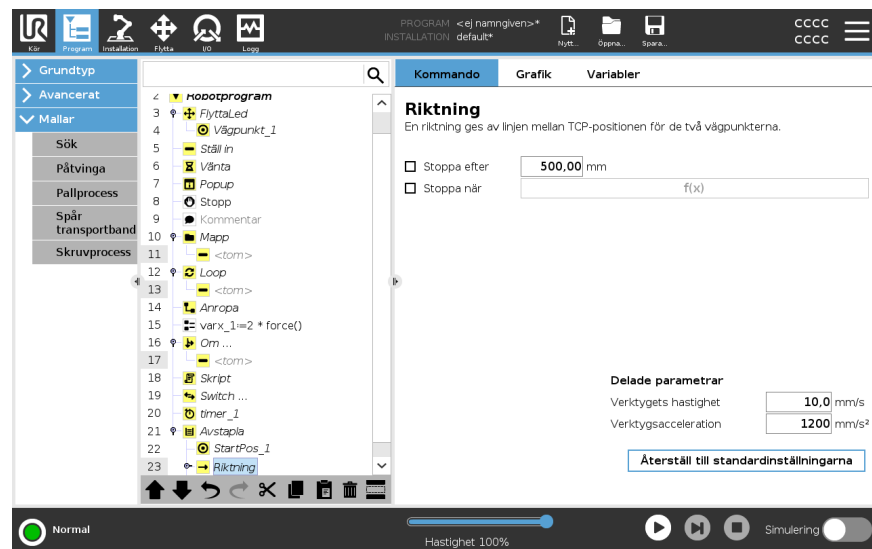 PROGRAM <ej namngiven>*
INSTALLATION default*
CCCC
CCCC
UR
Kör
Program
Installation
Flytta
I/O
Logg
Nytt...
Öppna...
Spara...
Grundtyp
Avancerat
Mallar
Sök
Påtvinga
Pallprocess
Spår
transportband
Skruvprocess
2 Robotprogram
3 FlyttaLed
4 Vägpunkt_1
5 Ställ in
6 Vänta
7 Popup
8 Stopp
9 Kommentar
10 Mapp
11 <tom>
12 Loop
13 <tom>
14 Anropa
15 varx_1:=2 * force()
16 Om ...
17 <tom>
18 Skript
19 Switch ...
20 timer_1
21 Avstapla
22 StartPos_1
23 Riktning
Kommando Grafik Variabler
Riktning
En riktning ges av linjen mellan TCP-positionen för de två vägpunkterna.
Stoppa efter 500,00 mm
Stoppa när f(x)
Delade parametrar
Verktygets hastighet 10,0 mm/s
Verktygsacceleration 1200 mm/s²
Återställ till standardinställningarna
Normal
Hastighet 100%
Simulering